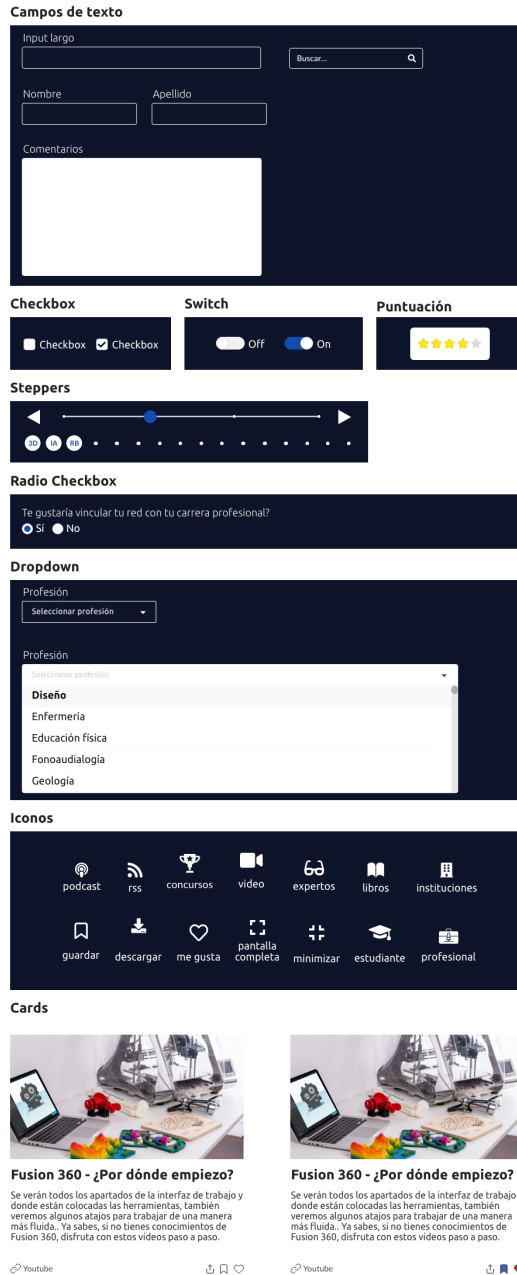 Campos de texto
Input largo
Buscar...
Nombre
Apellido
Comentarios
Checkbox
Switch
Puntuación
Checkbox
Checkbox
Off
On
Steppers
3D
IA
RB
Radio Checkbox
Te gustaría vincular tu red con tu carrera profesional?
Sí
No
Dropdown
Profesión
Seleccionar profesión
Profesión
Seleccionar profesión
Diseño
Enfermería
Educación física
Fonoaudialogía
Geología
Iconos
podcast
rss
concursos
video
expertos
libros
instituciones
guardar
descargar
me gusta
pantalla
completa
minimizar
estudiante
profesional
Cards
Fusion 360 - ¿Por dónde empiezo?
Se verán todos los apartados de la interfaz de trabajo y
donde están colocadas las herramientas, también
veremos algunos atajos para trabajar de una manera
más fluida.. Ya sabes, si no tienes conocimientos de
Fusion 360, disfruta con estos vídeos paso a paso.
Youtube
Fusion 360 - ¿Por dónde empiezo?
Se verán todos los apartados de la interfaz de trabajo
donde están colocadas las herramientas, también
veremos algunos atajos para trabajar de una manera
más fluida.. Ya sabes, si no tienes conocimientos de
Fusion 360, disfruta con estos vídeos paso a paso.
Youtube